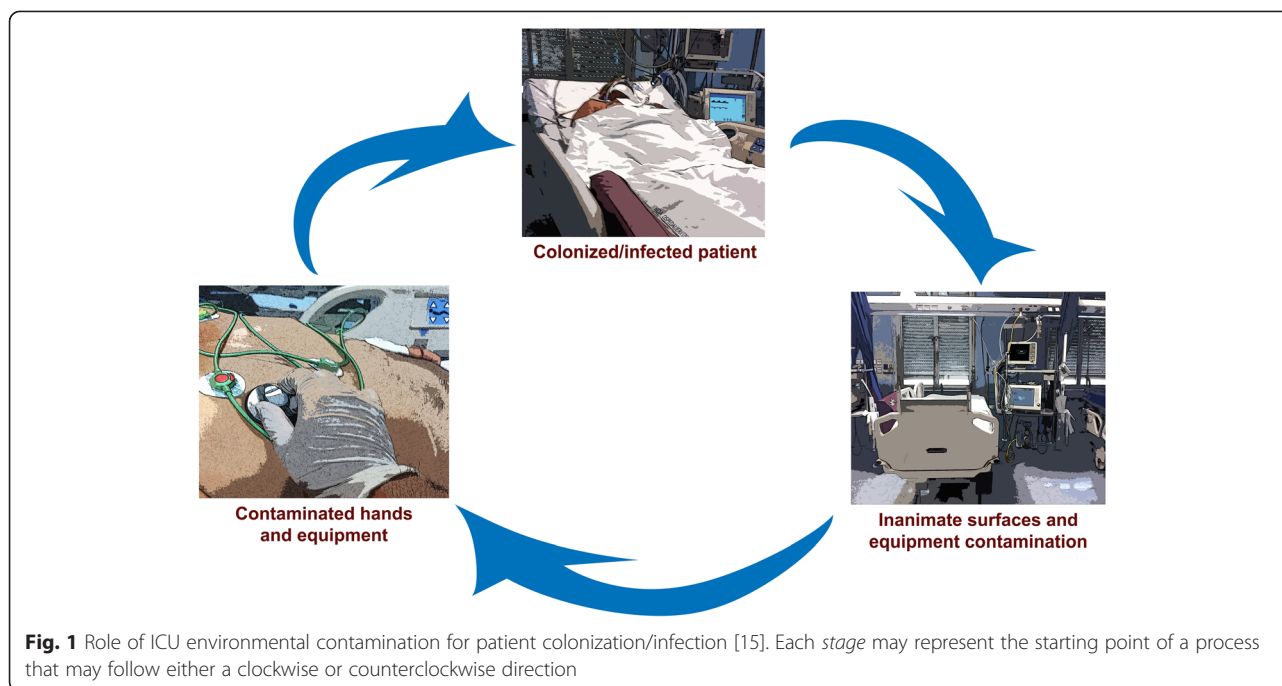 Colonized/infected patient
Contaminated hands
and equipment
Inanimate surfaces and
equipment contamination
Fig. 1 Role of ICU environmental contamination for patient colonization/infection [15]. Each stage may represent the starting point of a process
that may follow either a clockwise or counterclockwise direction